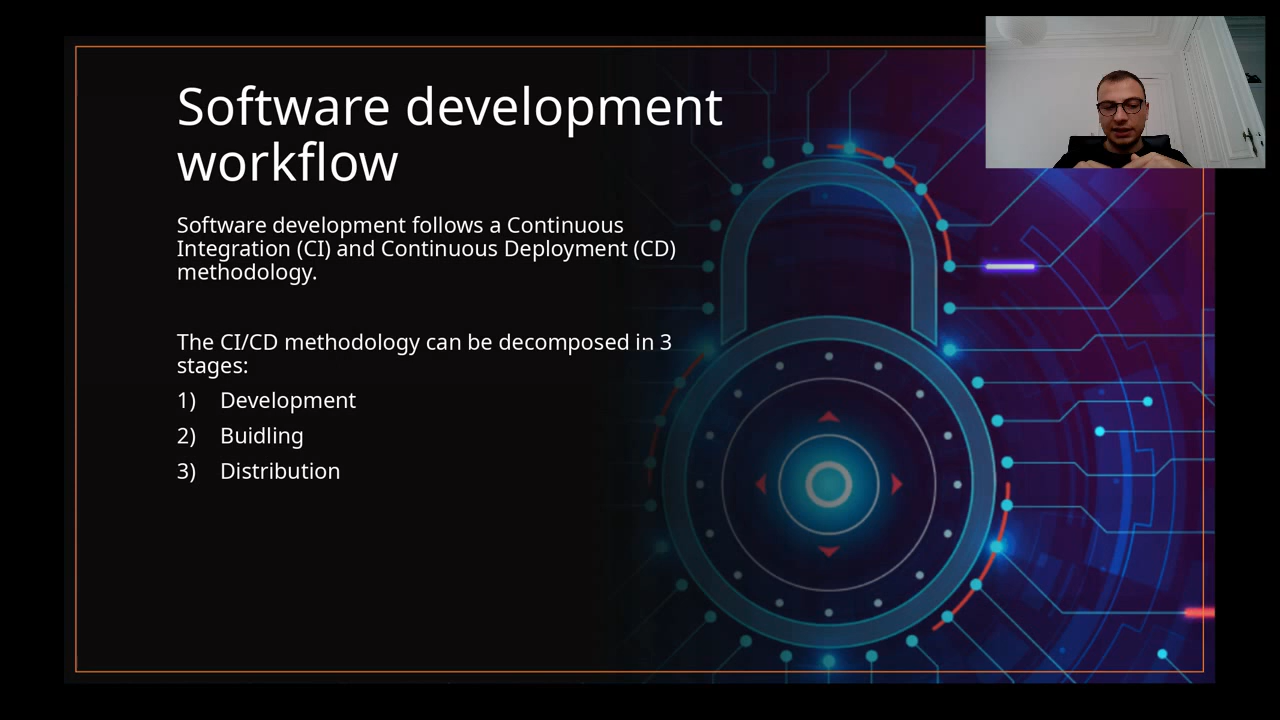 Software development
workflow
Software development follows a Continuous
Integration (CI) and Continuous Deployment (CD)
methodology.
The CI/CD methodology can be decomposed in 3
stages:
1) Development
2) Buidling
3) Distribution